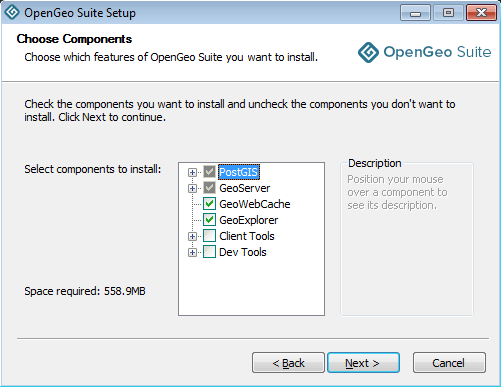 OpenGeo Suite Setup
Choose Components
Choose which features of OpenGeo Suite you want to install.
OpenGeo Suite
Check the components you want to install and uncheck the components you don't want to
install. Click Next to continue.
Select components to install:
PostGIS
GeoServer
GeoWebCache
GeoExplorer
Client Tools
Dev Tools
Description
Position your mouse
over a component to
see its description.
Space required: 558.9MB
< Back
Next >
Cancel